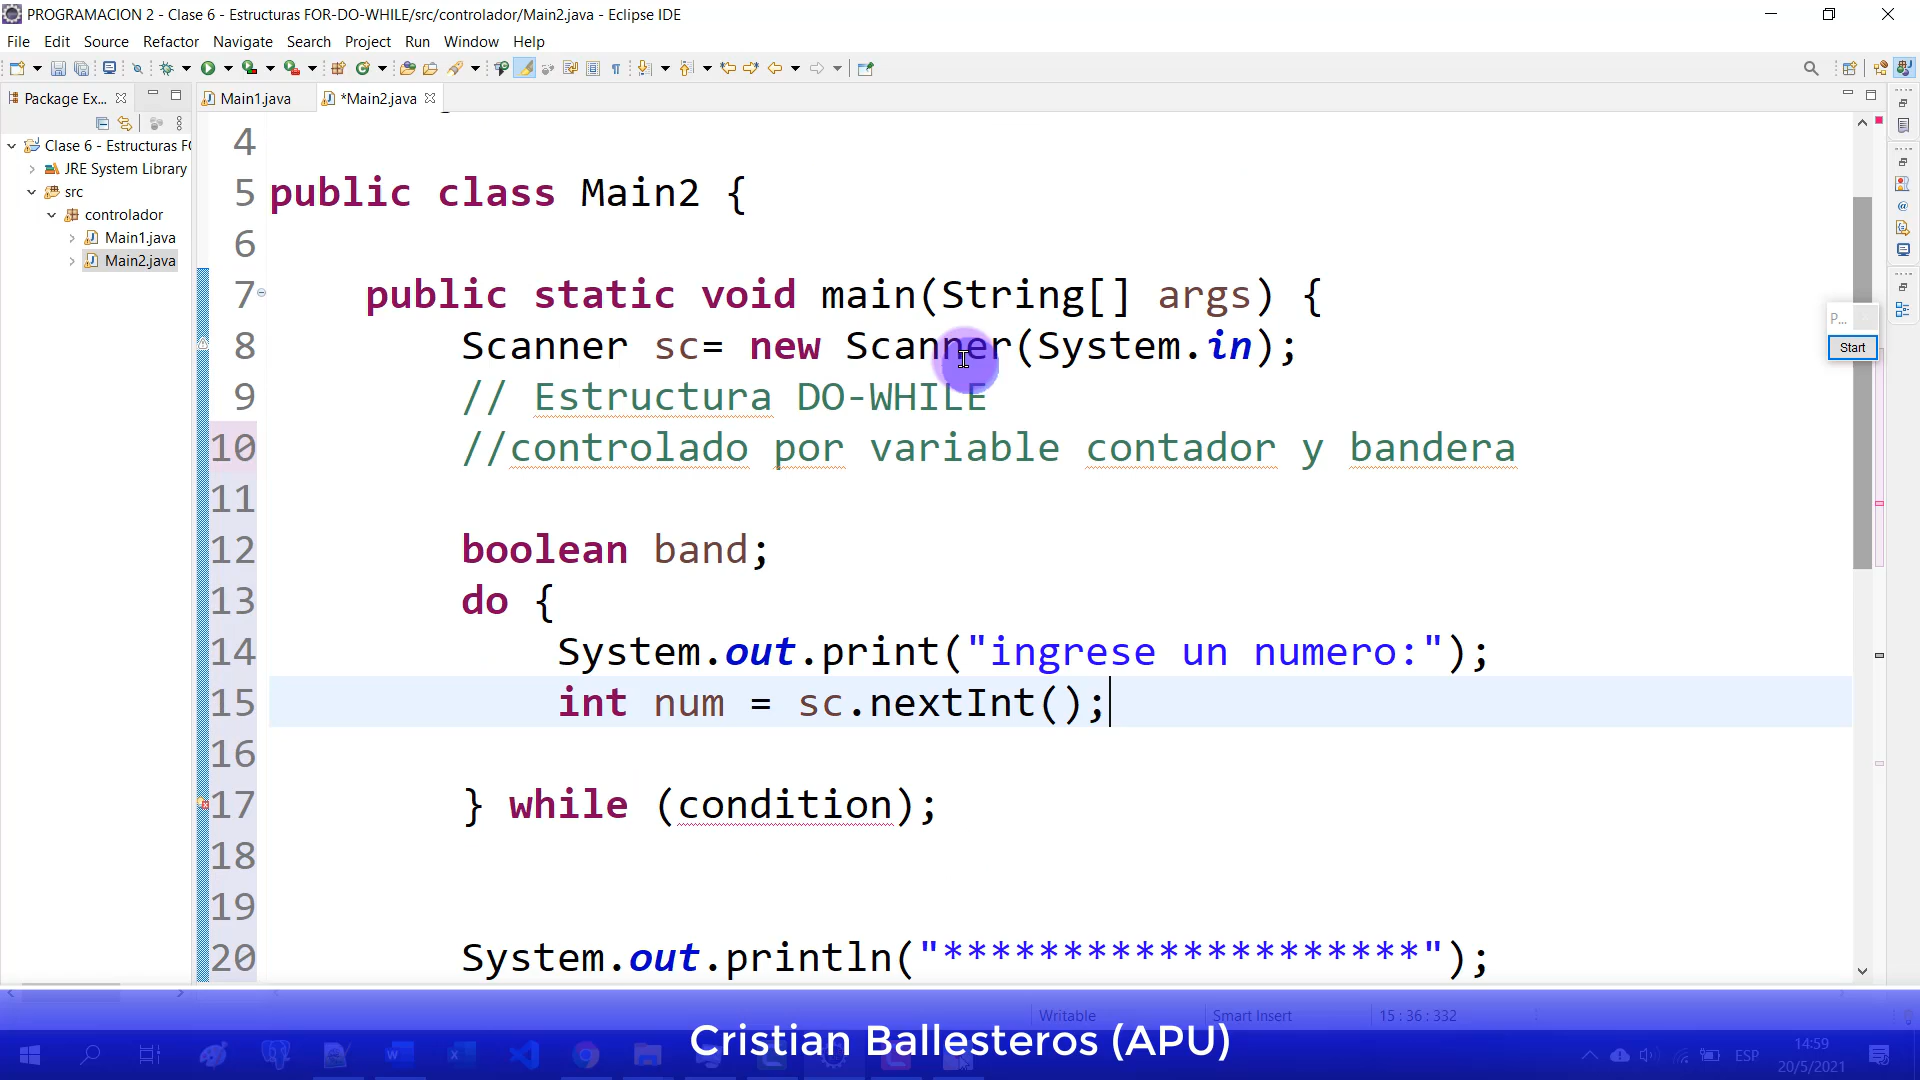 PROGRAMACION 2 - Clase 6 - Estructuras FOR-DO-WHILE/src/controlador/Main2.java - Eclipse IDE
File Edit Source Refactor Navigate Search Project Run Window Help
Package Ex...
Main1.java
*Main2.java
Clase 6 - Estructuras F
JRE System Library
src
controlador
Main1.java
Main2.java
4
5 public class Main2 {
6
7 public static void main(String[] args) {
8 Scanner sc= new Scanner(System.in);
9 // Estructura DO-WHILE
10 //controlado por variable contador y bandera
11
12 boolean band;
13 do {
14 System.out.print("ingrese un numero:");
15 int num = sc.nextInt();
16
17 } while (condition);
18
19
20 System.out.println("********************");
P...
Start
Writable
Smart Insert
15 : 36 : 332
Cristian Ballesteros (APU)
ESP
14:59
20/5/2021